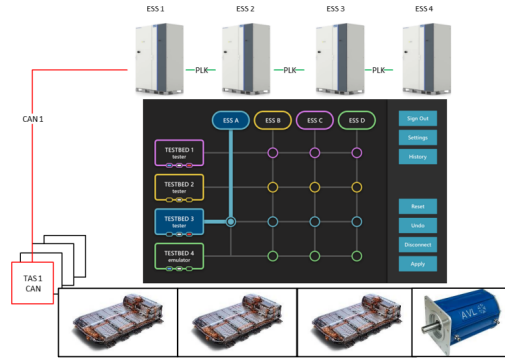 ESS 1
ESS 2
ESS 3
ESS 4
PLK
PLK
PLK
CAN 1
ESS A
ESS B
ESS C
ESS D
TESTBED 1
tester
TESTBED 2
tester
TESTBED 3
tester
TESTBED 4
emulator
Sign Out
Settings
History
Reset
Undo
Disconnect
Apply
TAS 1
CAN
AVL